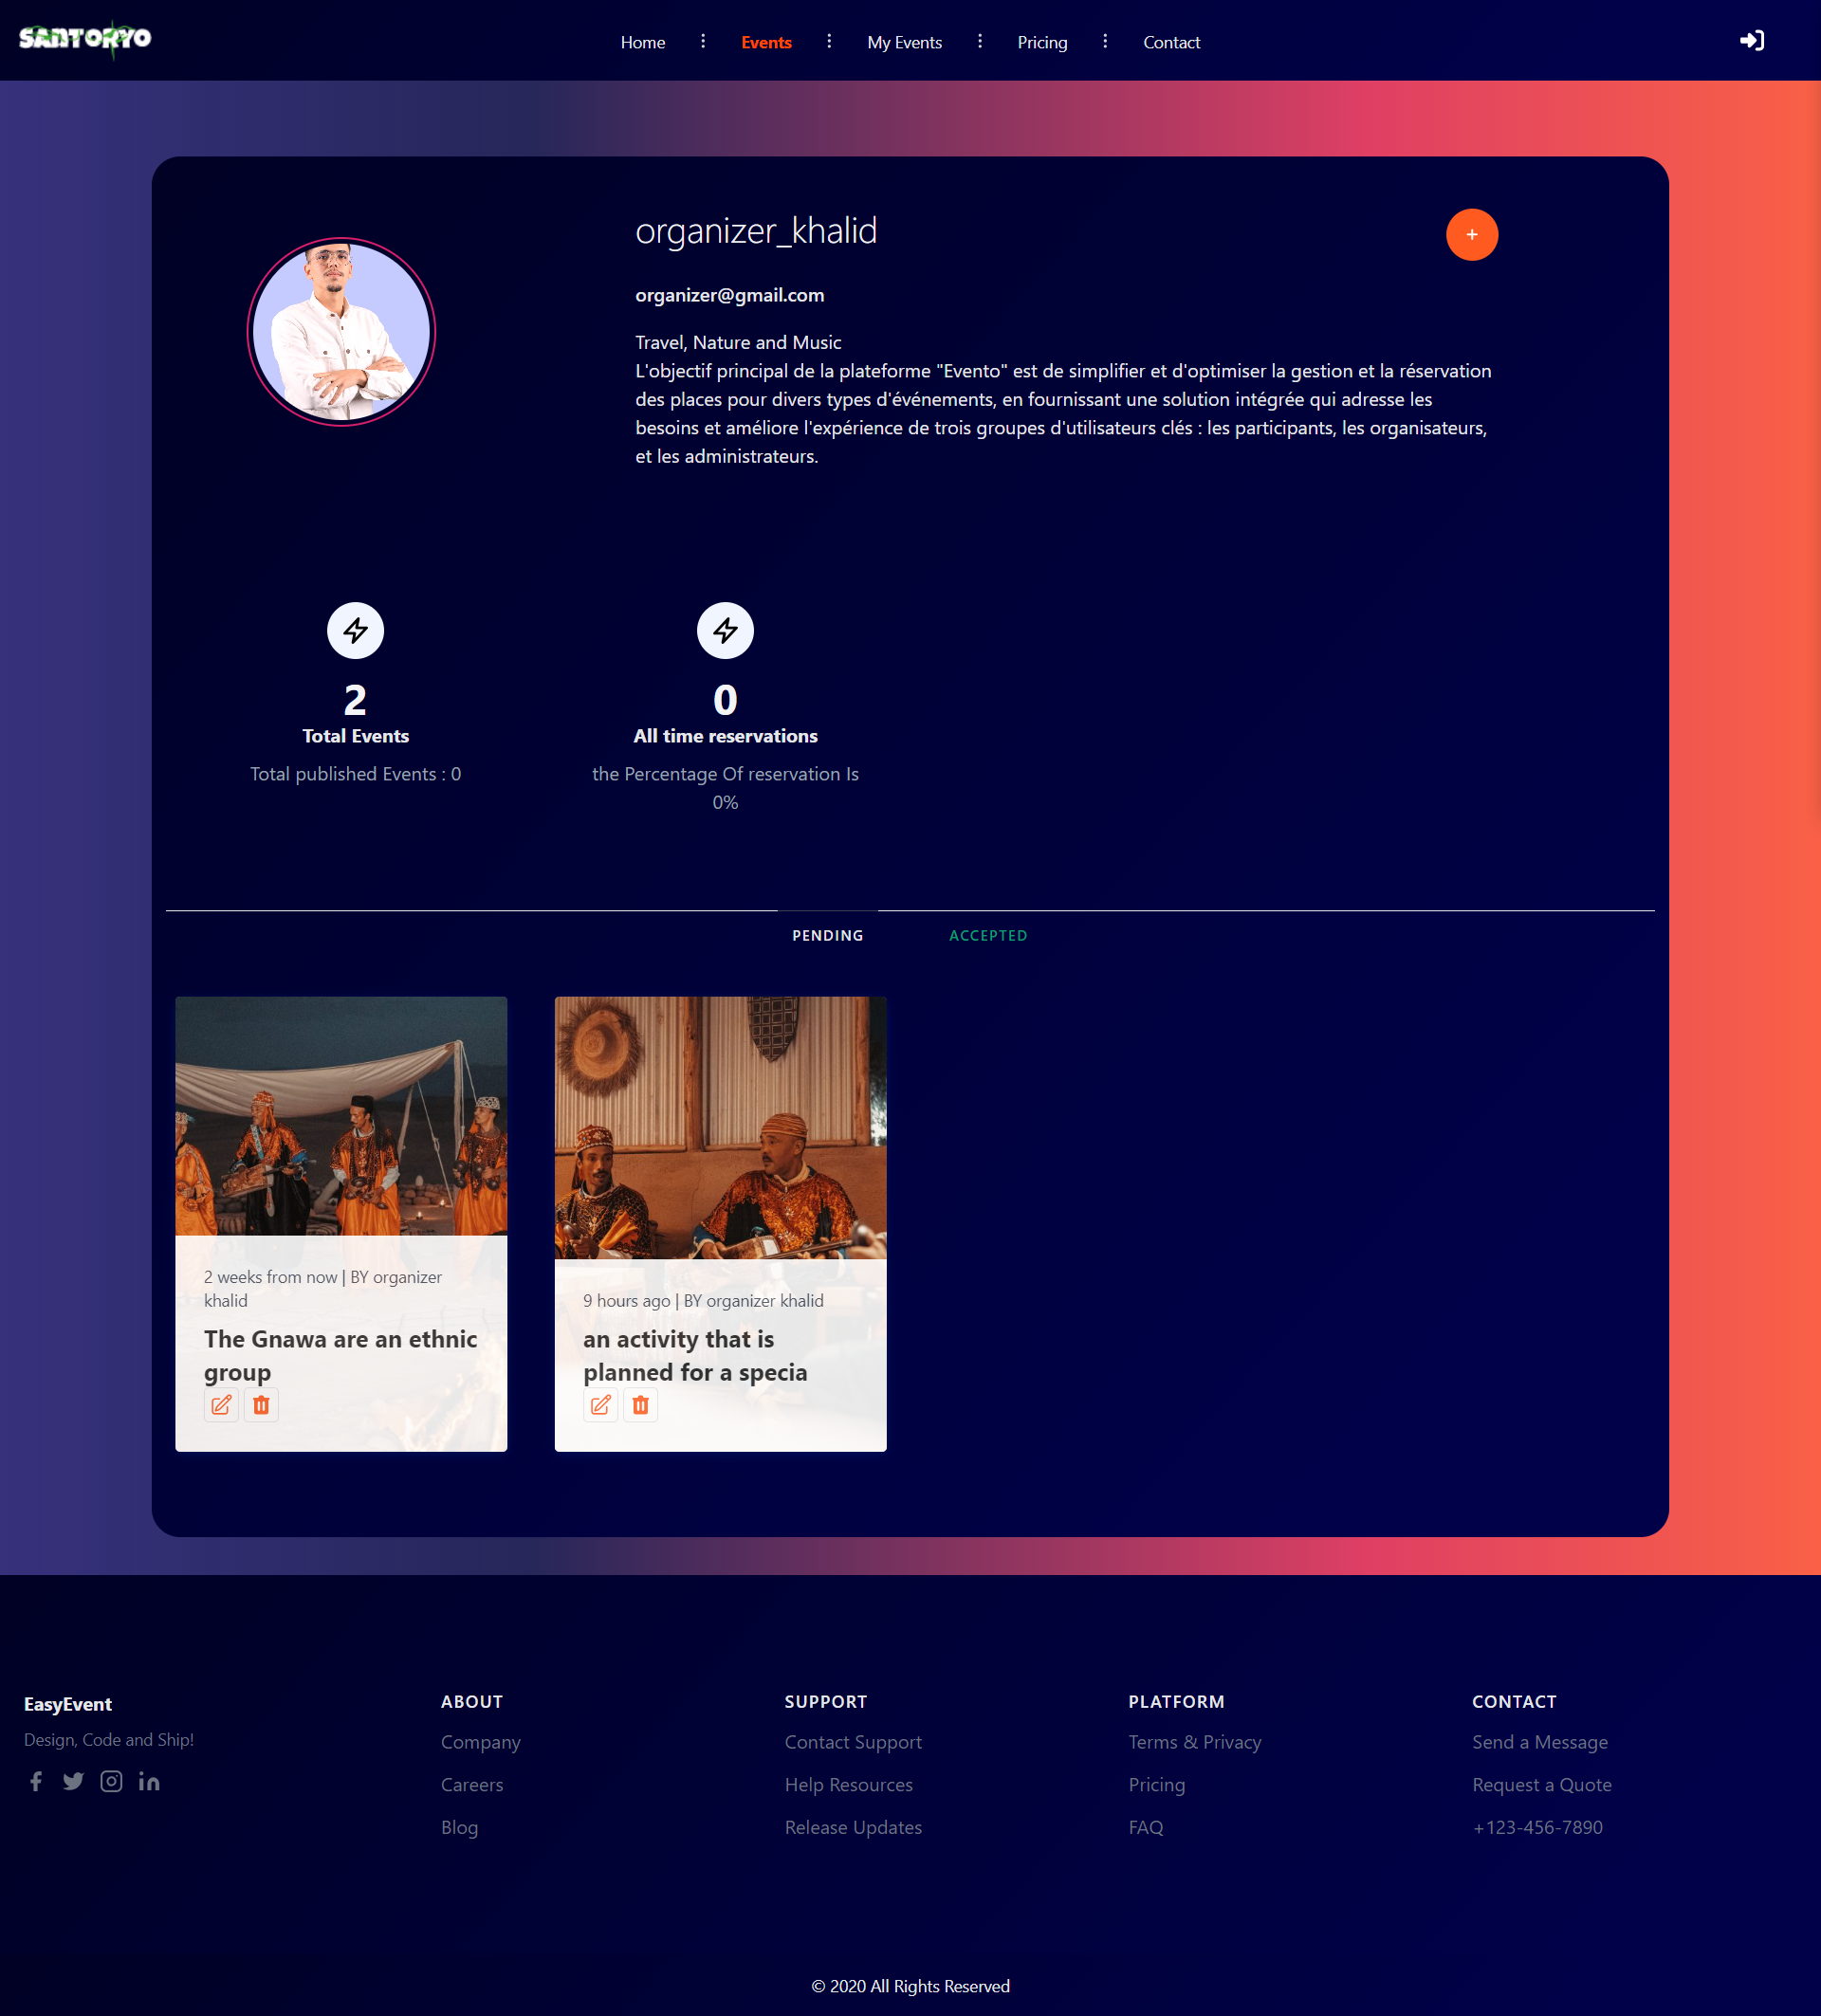 SANTORYO
Home
Events
My Events
Pricing
Contact
organizer_khalid
+
organizer@gmail.com
Travel, Nature and Music
L'objectif principal de la plateforme "Evento" est de simplifier et d'optimiser la gestion et la réservation
des places pour divers types d'événements, en fournissant une solution intégrée qui adresse les
besoins et améliore l'expérience de trois groupes d'utilisateurs clés : les participants, les organisateurs,
et les administrateurs.
2
Total Events
Total published Events : 0
0
All time reservations
the Percentage Of reservation Is
0%
PENDING
ACCEPTED
2 weeks from now | BY organizer
khalid
The Gnawa are an ethnic
group
9 hours ago | BY organizer khalid
an activity that is
planned for a specia
EasyEvent
Design, Code and Ship!
ABOUT
Company
Careers
Blog
SUPPORT
Contact Support
Help Resources
Release Updates
PLATFORM
Terms & Privacy
Pricing
FAQ
CONTACT
Send a Message
Request a Quote
+123-456-7890
© 2020 All Rights Reserved